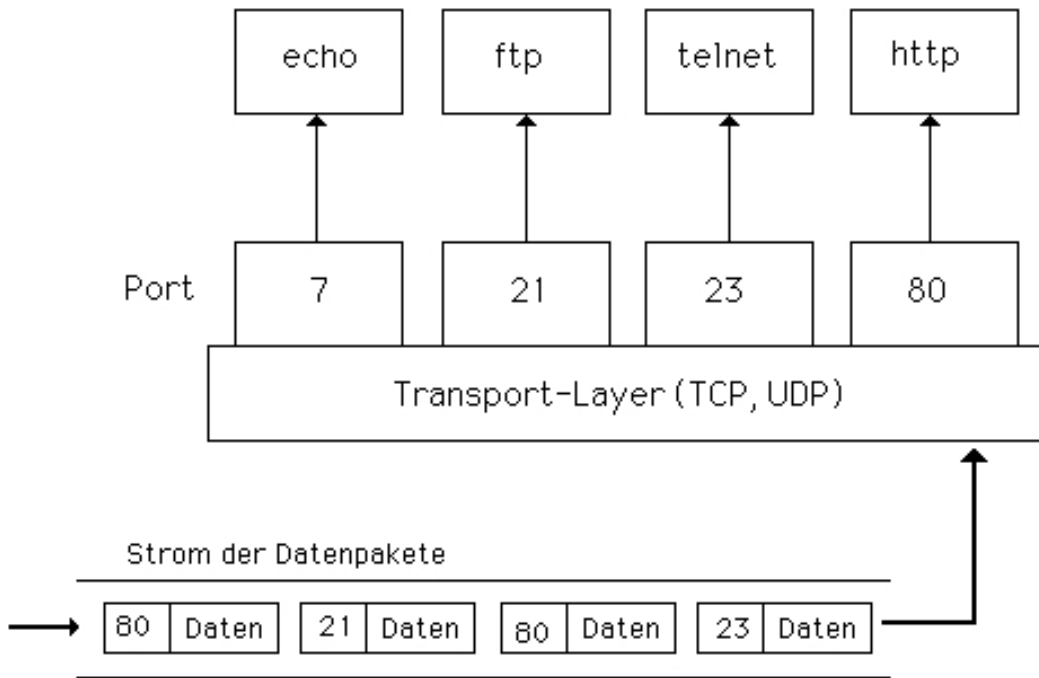 echo ftp telnet http
Port 7 21 23 80
Transport-Layer (TCP, UDP)
Strom der Datenpakete
80 Daten 21 Daten 80 Daten 23 Daten